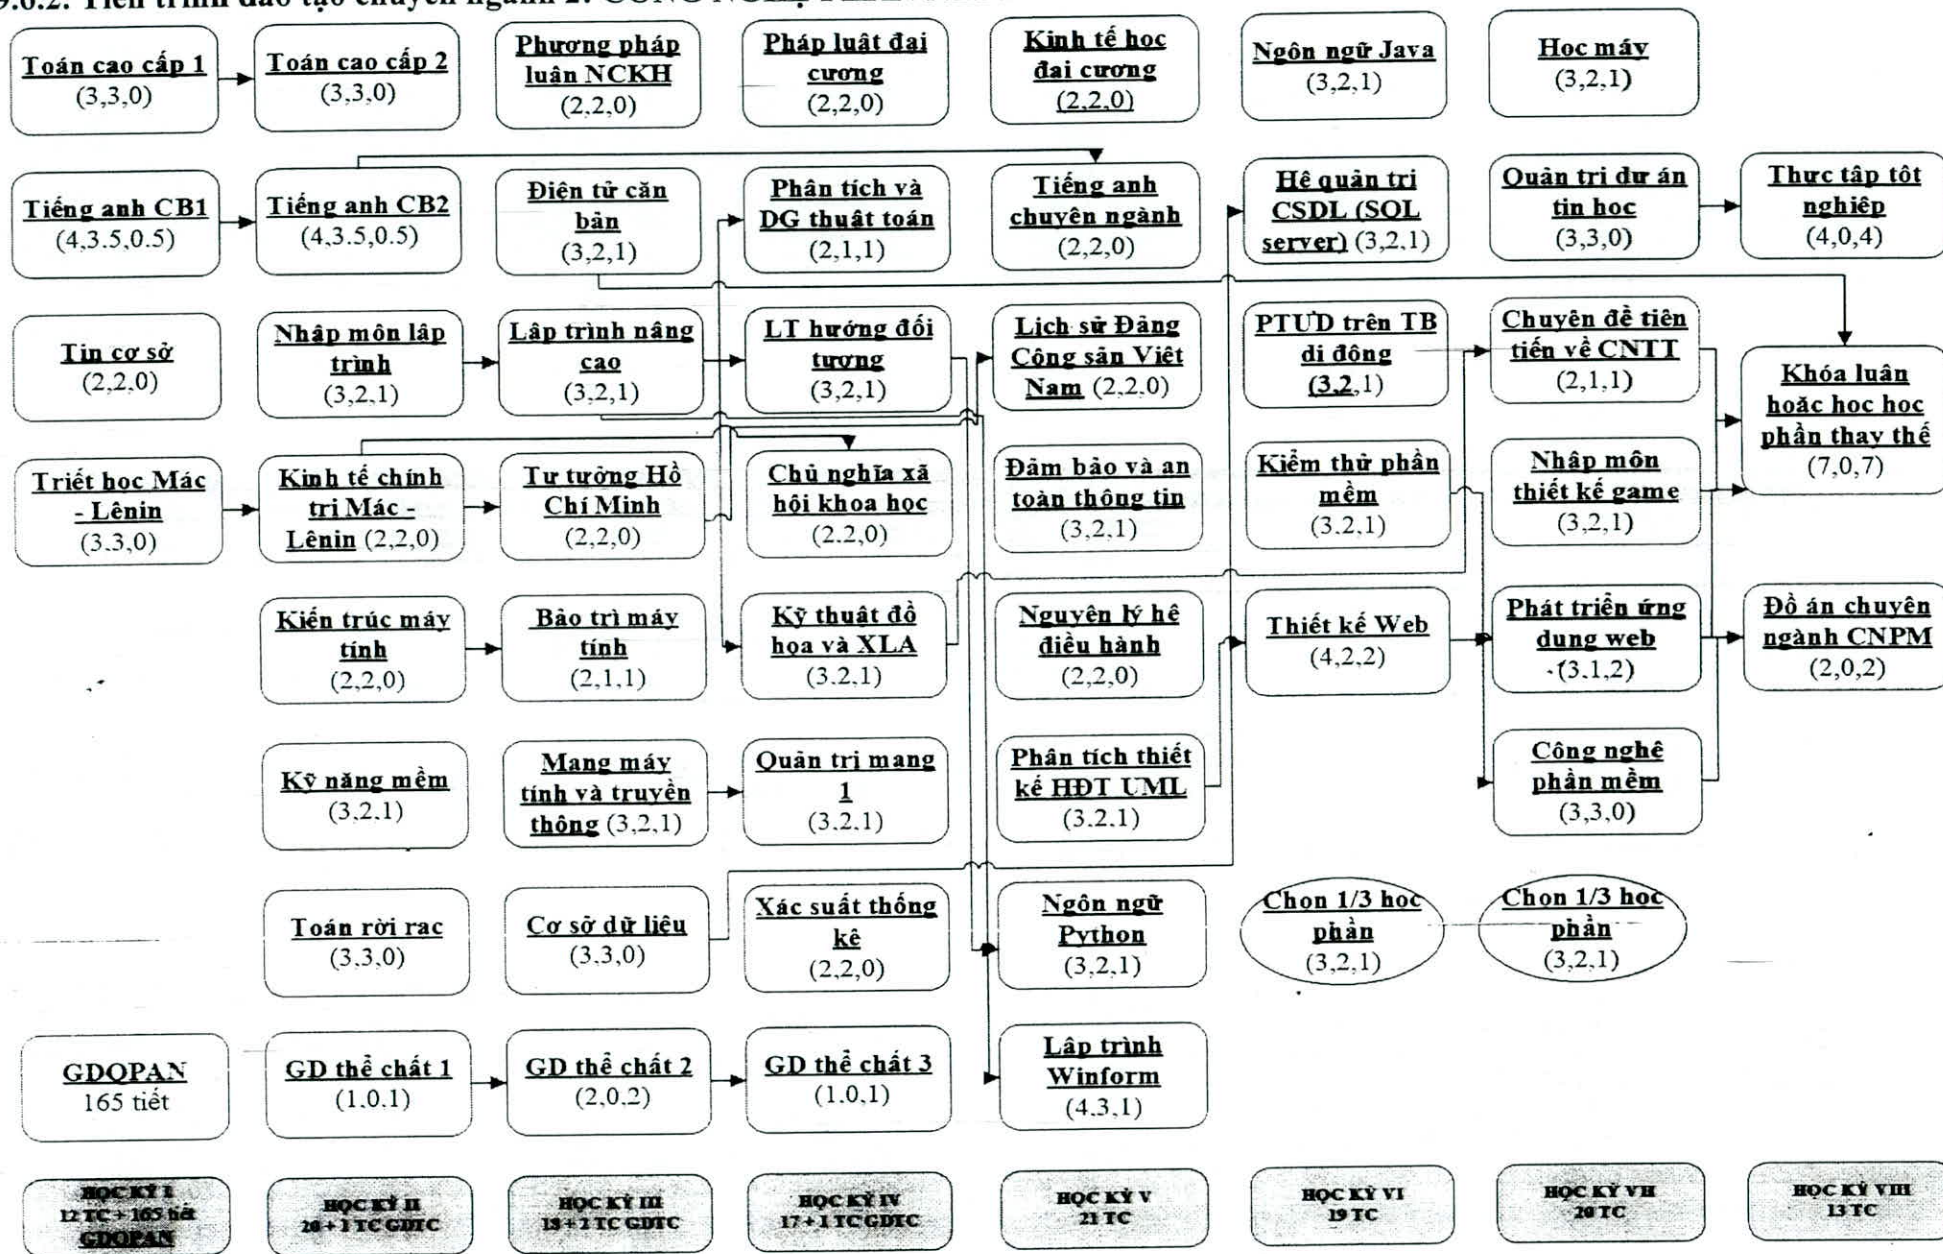 9.6.2. Tiến trình đào tạo chuyên ngành 2:
Toán cao cấp 1
(3,3,0)
Toán cao cấp 2
(3,3,0)
Phương pháp
luận NCKH
(2,2,0)
Pháp luật đại
cương
(2,2,0)
Kinh tế học
đại cương
(2,2,0)
Ngôn ngữ Java
(3,2,1)
Học máy
(3,2,1)
Tiếng anh CB1
(4,3.5,0.5)
Tiếng anh CB2
(4,3.5,0.5)
Điện tử căn
bản
(3,2,1)
Phân tích và
DG thuật toán
(2,1,1)
Tiếng anh
chuyên ngành
(2,2,0)
Hệ quản trị
CSDL (SQL
server) (3,2,1)
Quản trị dự án
tin học
(3,3,0)
Thực tập tôt
nghiệp
(4,0,4)
Tin cơ sở
(2,2,0)
Nhập môn lập
trình
(3,2,1)
Lập trình nâng
cao
(3,2,1)
LT hướng đối
tượng
(3,2,1)
Lịch sử Đảng
Cộng sản Việt
Nam (2,2,0)
PTUD trên TB
di động
(3,2,1)
Chuyên đề tiên
tiến về CNTT
(2,1,1)
Khóa luận
hoặc học học
phần thay thế
(7,0,7)
Triết học Mác
- Lênin
(3,3,0)
Kinh tế chính
trị Mác -
Lênin (2,2,0)
Tư tưởng Hồ
Chí Minh
(2,2,0)
Chủ nghĩa xã
hội khoa học
(2,2,0)
Đảm bảo và an
toàn thông tin
(3,2,1)
Kiểm thử phần
mềm
(3,2,1)
Nhập môn
thiết kế game
(3,2,1)
Kiến trúc máy
tính
(2,2,0)
Bảo trì máy
tính
(2,1,1)
Kỹ thuật đồ
họa và XLA
(3,2,1)
Nguyên lý hệ
điều hành
(2,2,0)
Thiết kế Web
(4,2,2)
Phát triển ứng
dụng web
(3,1,2)
Đồ án chuyên
ngành CNPM
(2,0,2)
Kỹ năng mềm
(3,2,1)
Mạng máy
tính và truyền
thông (3,2,1)
Quản trị mạng
1
(3,2,1)
Phân tích thiết
kế HĐT UML
(3,2,1)
Công nghệ
phần mềm
(3,3,0)
Toán rời rạc
(3,3,0)
Cơ sở dữ liệu
(3,3,0)
Xác suất thống
kê
(2,2,0)
Ngôn ngữ
Python
(3,2,1)
Chọn 1/3 học
phần
(3,2,1)
Chọn 1/3 học
phần
(3,2,1)
GDQPAN
165 tiết
GD thể chất 1
(1,0,1)
GD thể chất 2
(2,0,2)
GD thể chất 3
(1,0,1)
Lập trình
Winform
(4,3,1)
HỌC KỲ I
12 TC + 165 tiết
GDQPAN
HỌC KỲ II
20 + 1 TC GDTC
HỌC KỲ III
18 + 2 TC GDTC
HỌC KỲ IV
17 + 1 TC GDTC
HỌC KỲ V
21 TC
HỌC KỲ VI
19 TC
HỌC KỲ VII
20 TC
HỌC KỲ VIII
13 TC